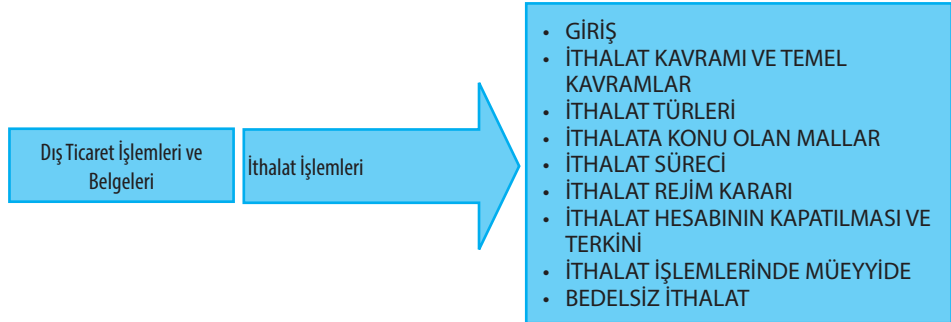 Dış Ticaret İşlemleri ve
Belgeleri
İthalat İşlemleri
• GİRİŞ
• İTHALAT KAVRAMI VE TEMEL
KAVRAMLAR
• İTHALAT TÜRLERİ
• İTHALATA KONU OLAN MALLAR
• İTHALAT SÜRECİ
• İTHALAT REJİM KARARI
• İTHALAT HESABININ KAPATILMASI VE
TERKİNİ
• İTHALAT İŞLEMLERİNDE MÜEYYİDE
• BEDELSİZ İTHALAT